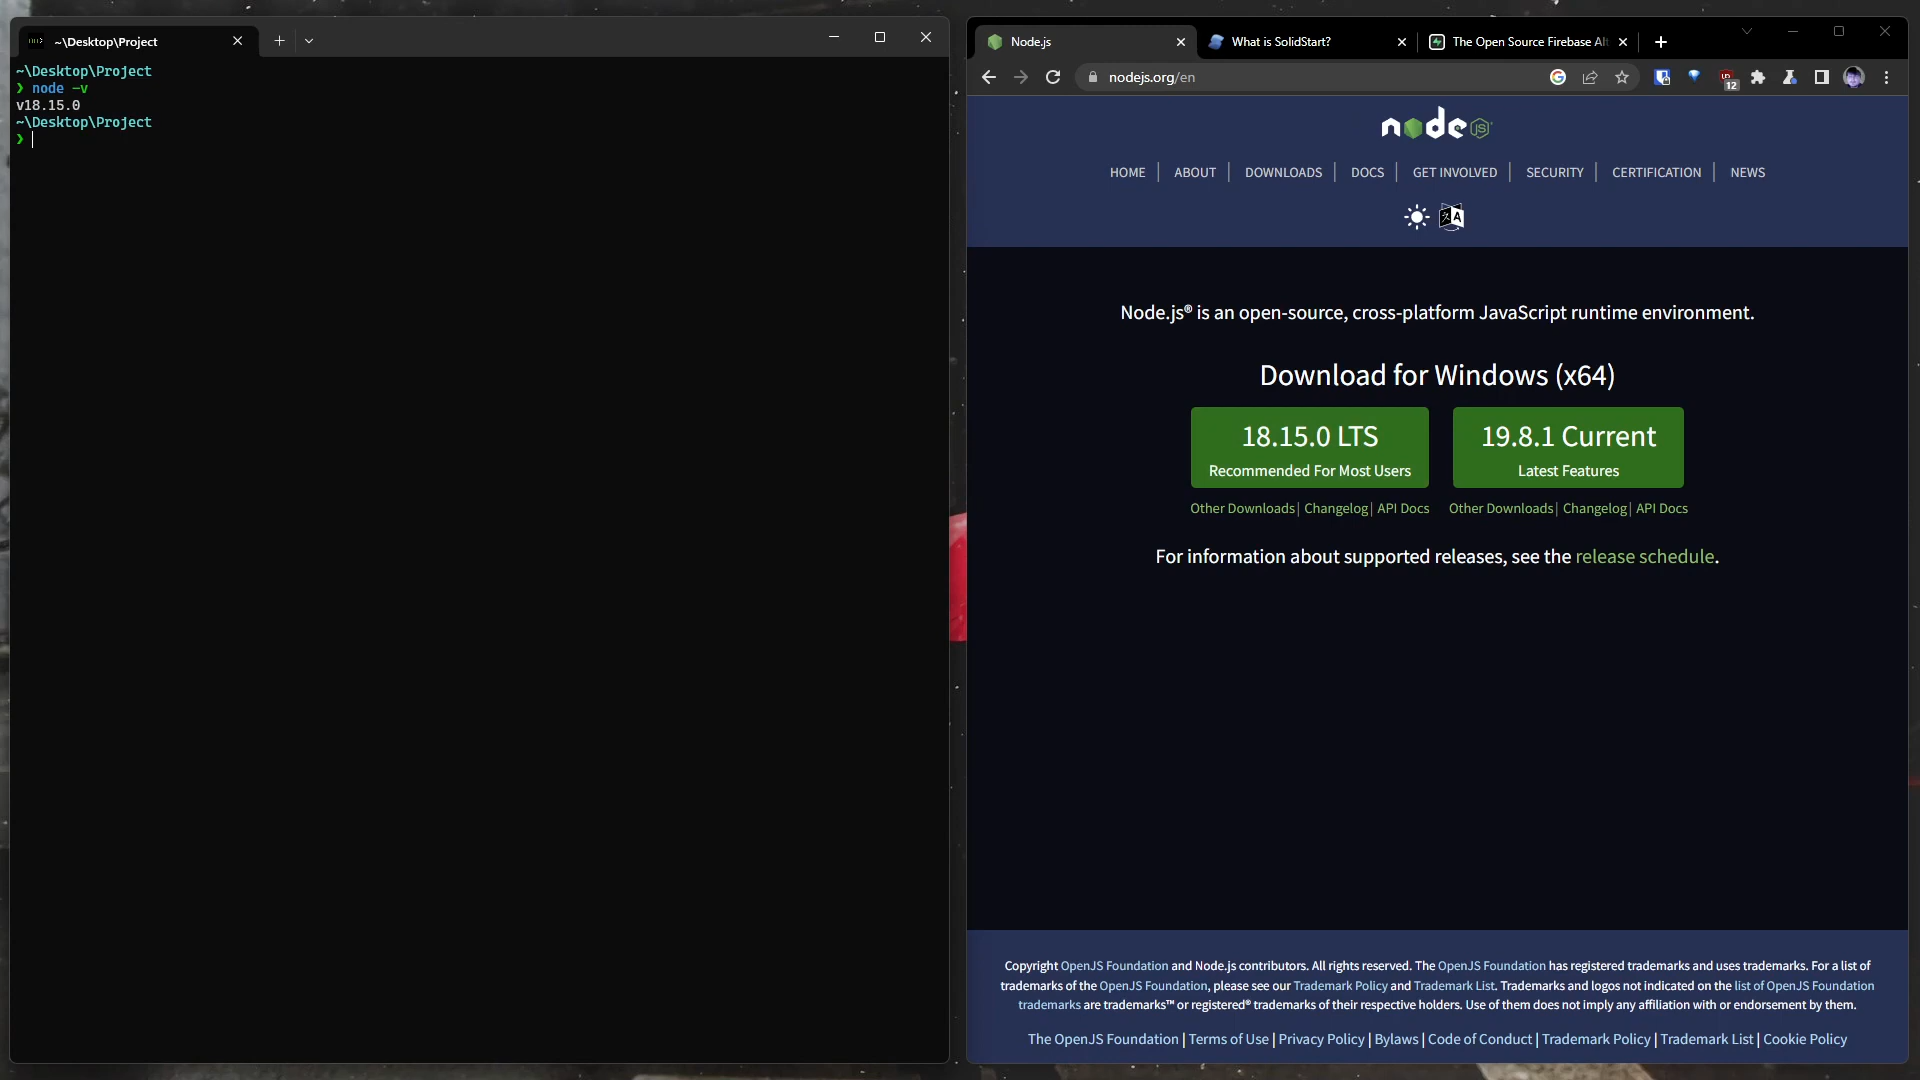 ~\Desktop\Project
~\Desktop\Project
❯ node -v
v18.15.0
~\Desktop\Project
❯
Node.js
What is SolidStart?
The Open Source Firebase Alt
nodejs.org/en
12
node JS
HOME | ABOUT | DOWNLOADS | DOCS | GET INVOLVED | SECURITY | CERTIFICATION | NEWS
Node.js® is an open-source, cross-platform JavaScript runtime environment.
Download for Windows (x64)
18.15.0 LTS
Recommended For Most Users
19.8.1 Current
Latest Features
Other Downloads | Changelog | API Docs
Other Downloads | Changelog | API Docs
For information about supported releases, see the release schedule.
Copyright OpenJS Foundation and Node.js contributors. All rights reserved. The OpenJS Foundation has registered trademarks and uses trademarks. For a list of
trademarks of the OpenJS Foundation, please see our Trademark Policy and Trademark List. Trademarks and logos not indicated on the list of OpenJS Foundation
trademarks are trademarks™ or registered® trademarks of their respective holders. Use of them does not imply any affiliation with or endorsement by them.
The OpenJS Foundation | Terms of Use | Privacy Policy | Bylaws | Code of Conduct | Trademark Policy | Trademark List | Cookie Policy